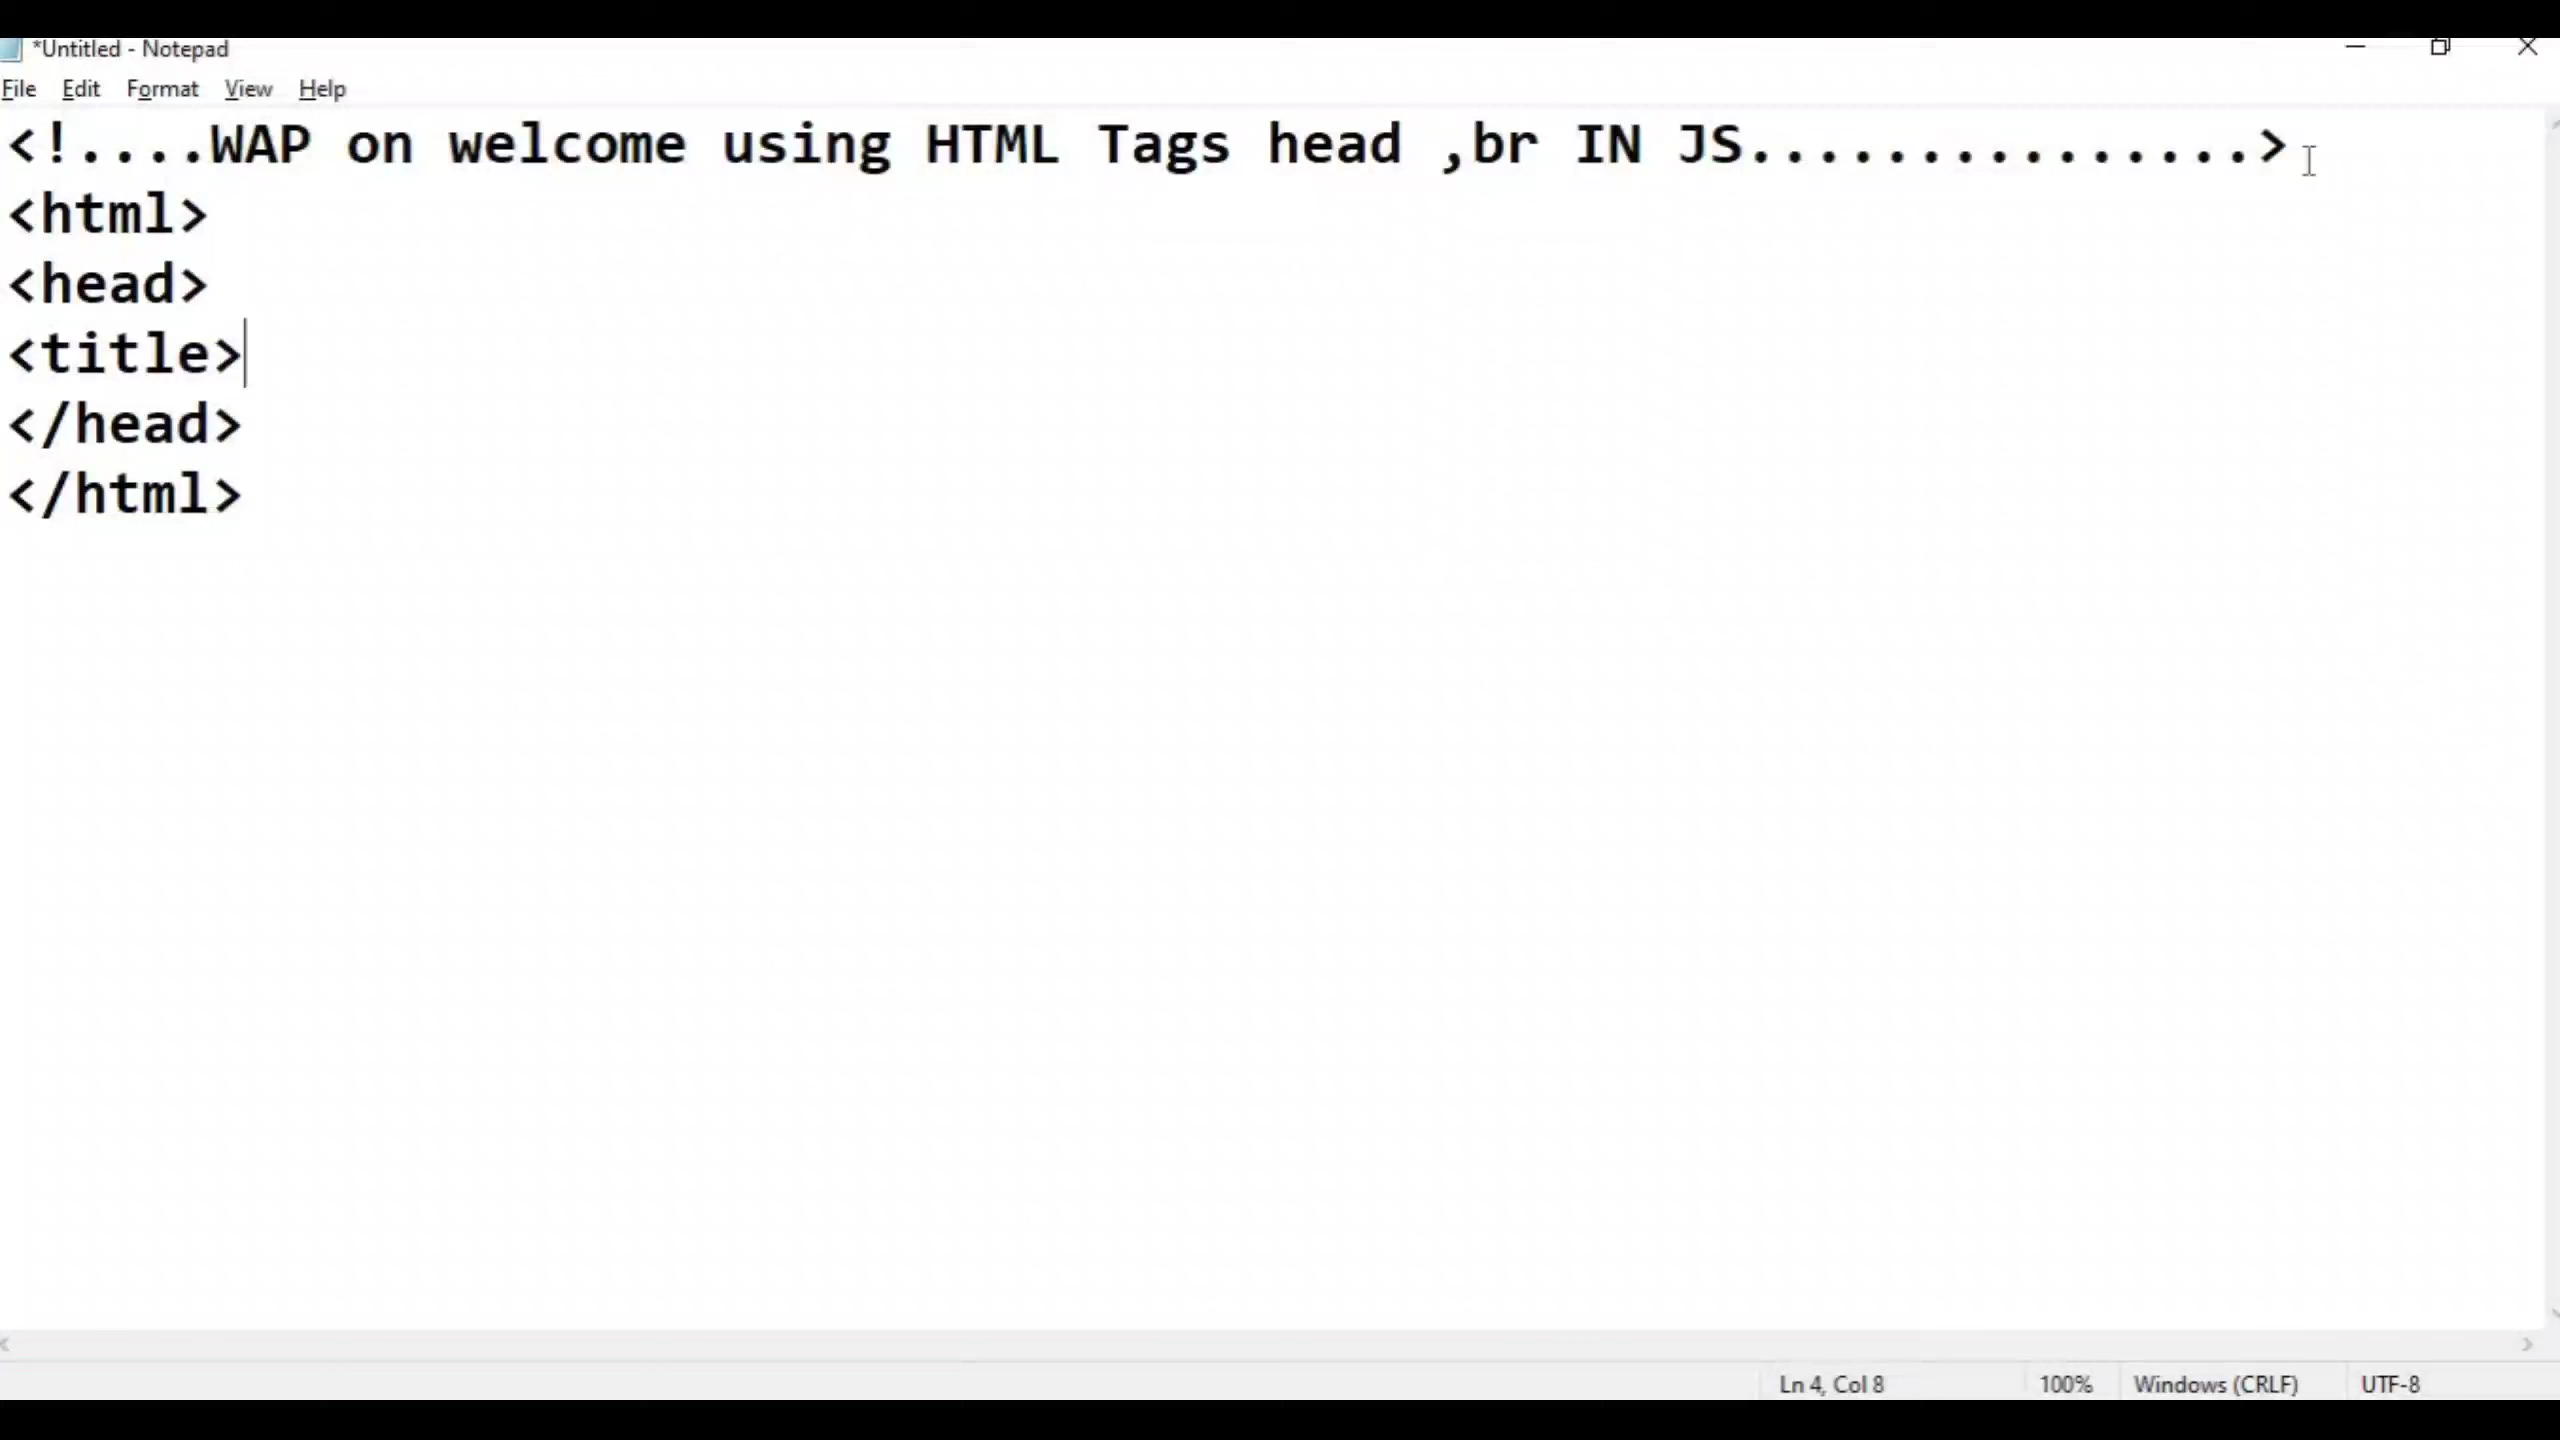 *Untitled - Notepad
File Edit Format View Help
<!....WAP on welcome using HTML Tags head ,br IN JS...............>
<html>
<head>
<title>
</head>
</html>
Ln 4, Col 8 100% Windows (CRLF) UTF-8